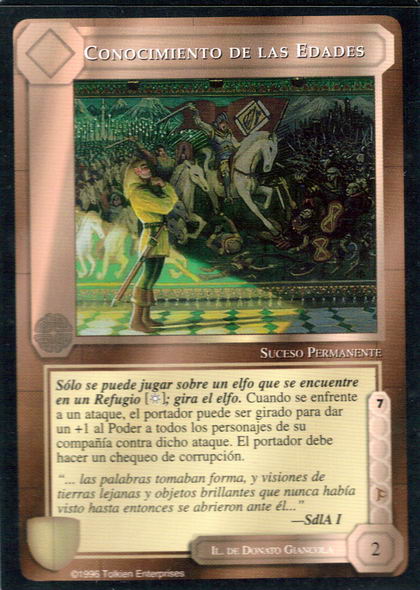 CONOCIMIENTO DE LAS EDADES
SUCESO PERMANENTE
Sólo se puede jugar sobre un elfo que se encuentre
en un Refugio [ ]; gira el elfo. Cuando se enfrente
a un ataque, el portador puede ser girado para dar
un +1 al Poder a todos los personajes de su
compañía contra dicho ataque. El portador debe
hacer un chequeo de corrupción.
7
"... las palabras tomaban forma, y visiones de
tierras lejanas y objetos brillantes que nunca había
visto hasta entonces se abrieron ante él..."
—SdlA I
IL. DE DONATO GIANCOLA
2
©1996 Tolkien Enterprises